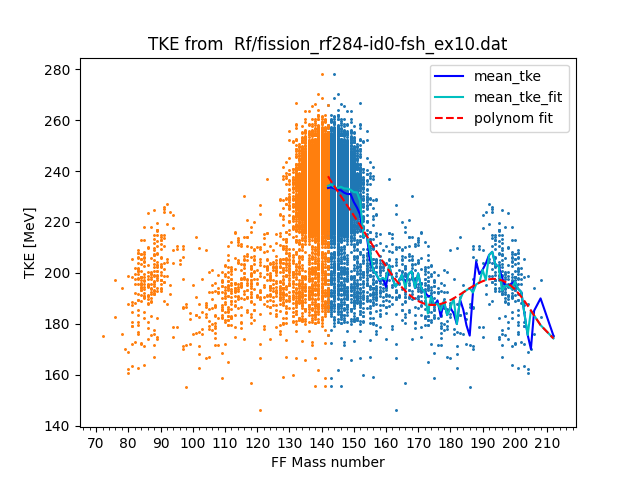 TKE from  Rf/fission_rf284-id0-fsh_ex10.dat
280
260
240
220
200
180
160
140
TKE [MeV]
mean_tke
mean_tke_fit
polynom fit
70 80 90 100 110 120 130 140 150 160 170 180 190 200 210
FF Mass number